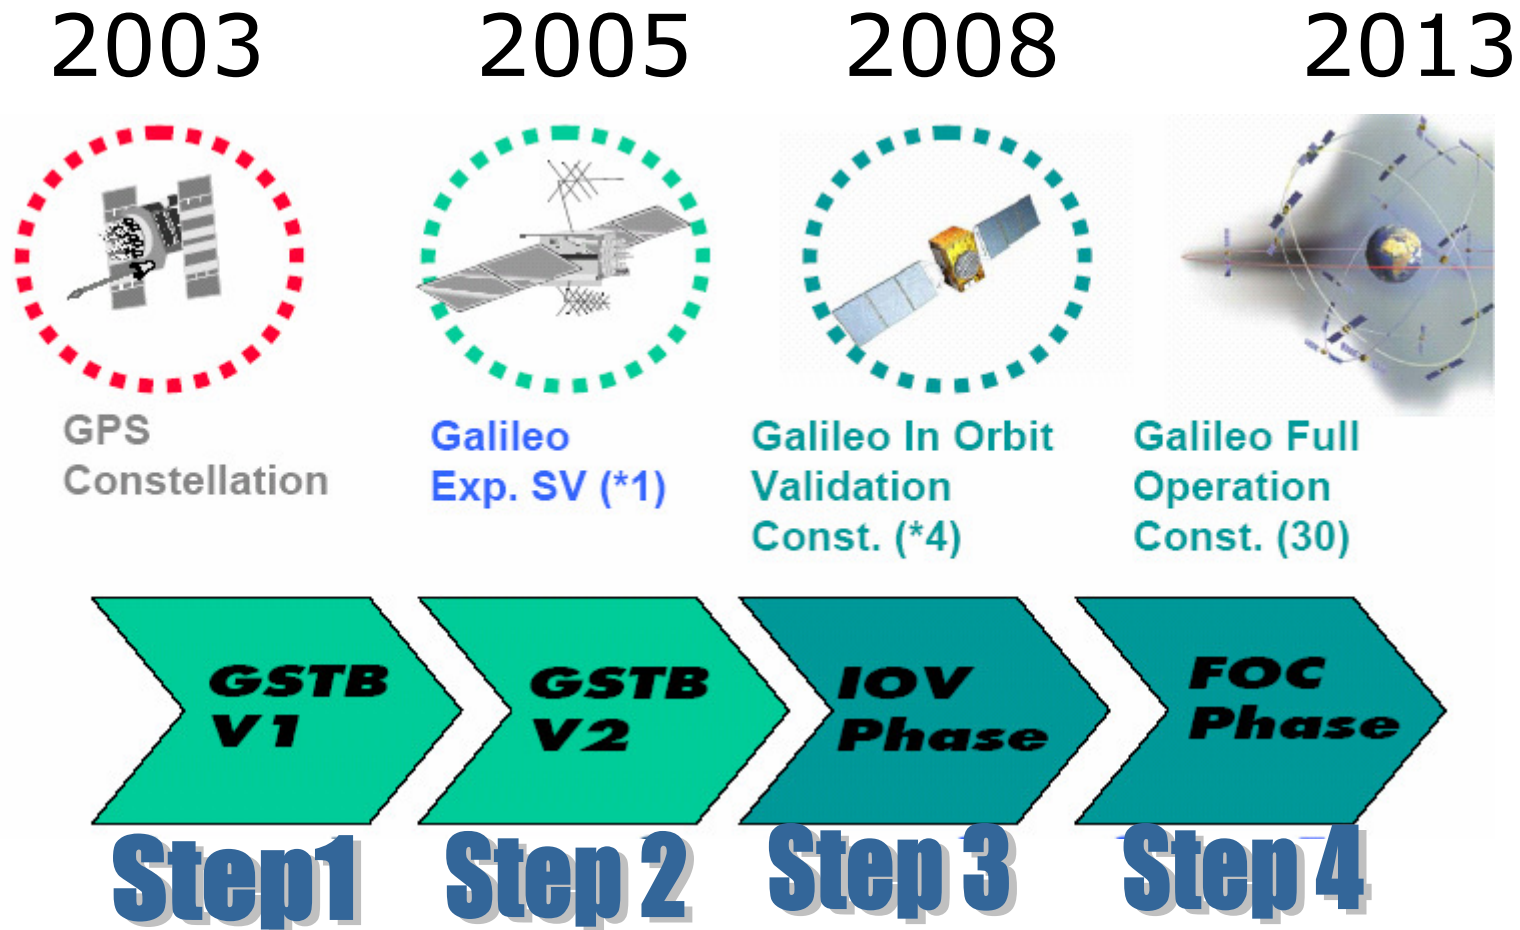 2003 2005 2008 2013
GPS
Constellation
Galileo
Exp. SV (*1)
Galileo In Orbit
Validation
Const. (*4)
Galileo Full
Operation
Const. (30)
GSTB
V1
GSTB
V2
IOV
Phase
FOC
Phase
Step1 Step 2 Step 3 Step 4